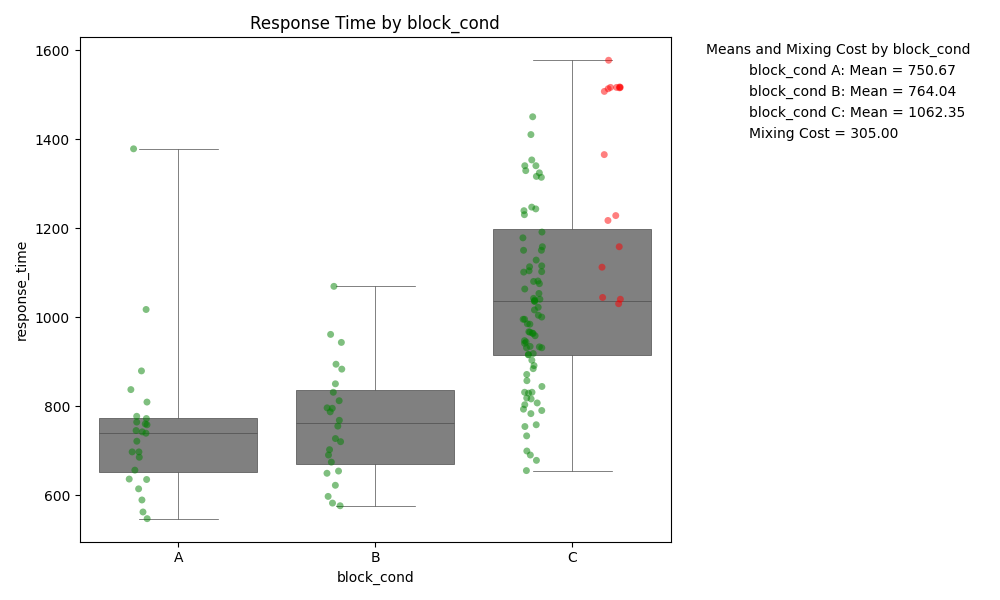 Response Time by block_cond
Means and Mixing Cost by block_cond
block_cond A: Mean = 750.67
block_cond B: Mean = 764.04
block_cond C: Mean = 1062.35
Mixing Cost = 305.00
response_time
1600
1400
1200
1000
800
600
A B C
block_cond